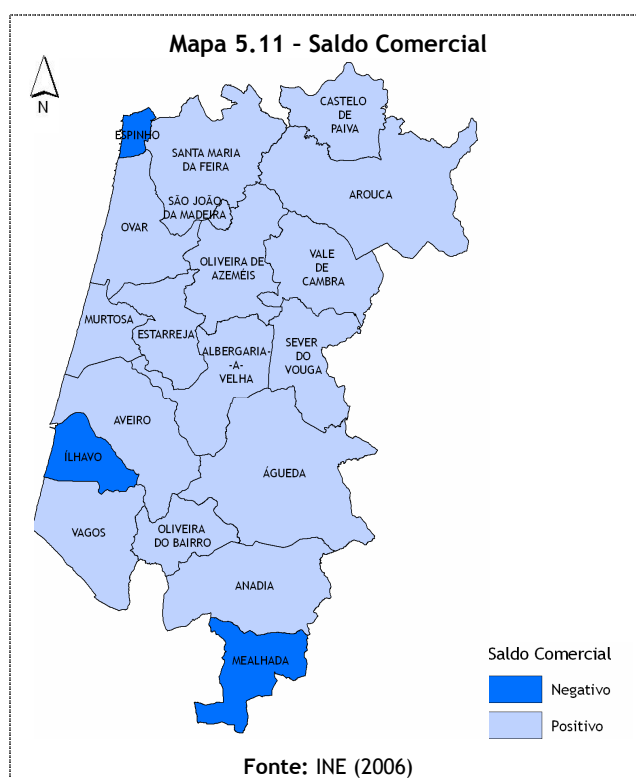 Mapa 5.11 - Saldo Comercial
N
CASTELO
DE
PAIVA
ESPINHO
SANTA MARIA
DA FEIRA
AROUCA
SÃO JOÃO
DA MADEIRA
OVAR
OLIVEIRA DE
AZEMÉIS
VALE
DE
CAMBRA
MURTOSA
ESTARREJA
ALBERGARIA-
-A-
-VELHA
SEVER
DO
VOUGA
AVEIRO
ÍLHAVO
ÁGUEDA
VAGOS
OLIVEIRA
DO BAIRRO
ANADIA
MEALHADA
Saldo Comercial
Negativo
Positivo
Fonte: INE (2006)